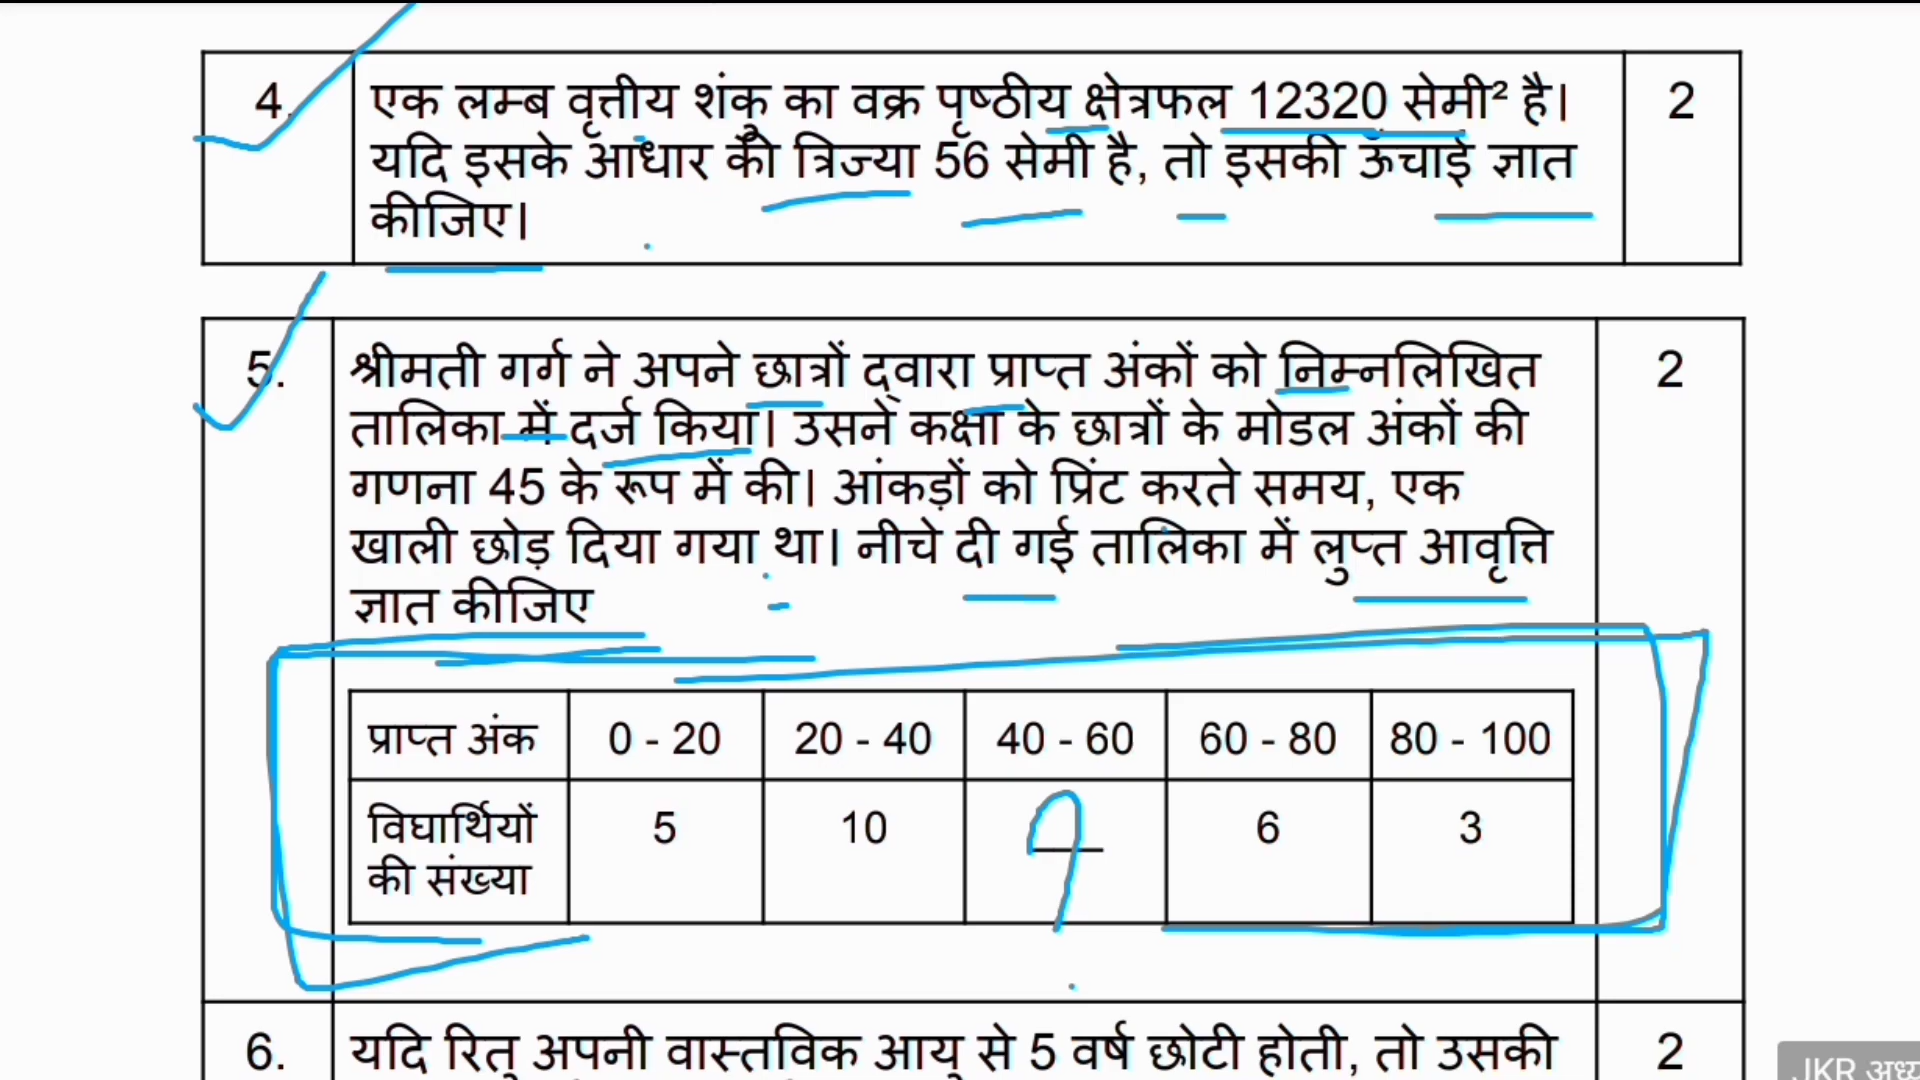 4.
एक लम्ब वृत्तीय शंकु का वक्र पृष्ठीय क्षेत्रफल 12320 सेमी² है।
2
यदि इसके आधार की त्रिज्या 56 सेमी है, तो इसकी ऊँचाई ज्ञात
कीजिए।
5.
श्रीमती गर्ग ने अपने छात्रों द्वारा प्राप्त अंकों को निम्नलिखित
2
तालिका में दर्ज किया। उसने कक्षा के छात्रों के मोडल अंकों की
गणना 45 के रूप में की। आंकड़ों को प्रिंट करते समय, एक
खाली छोड़ दिया गया था। नीचे दी गई तालिका में लुप्त आवृत्ति
ज्ञात कीजिए
प्राप्त अंक 0 - 20 20 - 40 40 - 60 60 - 80 80 - 100
विघार्थियों 5 10 __ 6 3
की संख्या
6.
यदि रितु अपनी वास्तविक आयु से 5 वर्ष छोटी होती, तो उसकी
2
JKR